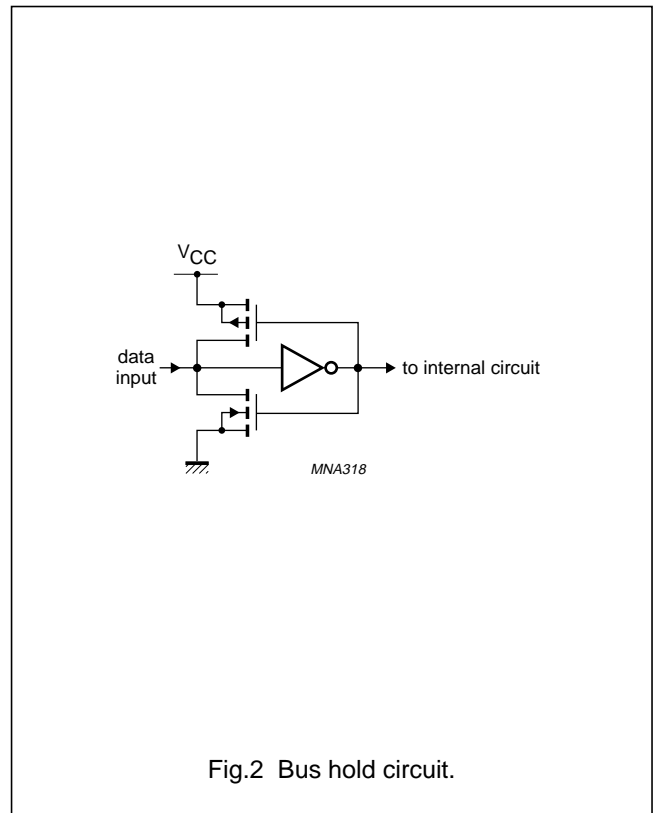 VCC
data
input
to internal circuit
MNA318
Fig.2 Bus hold circuit.